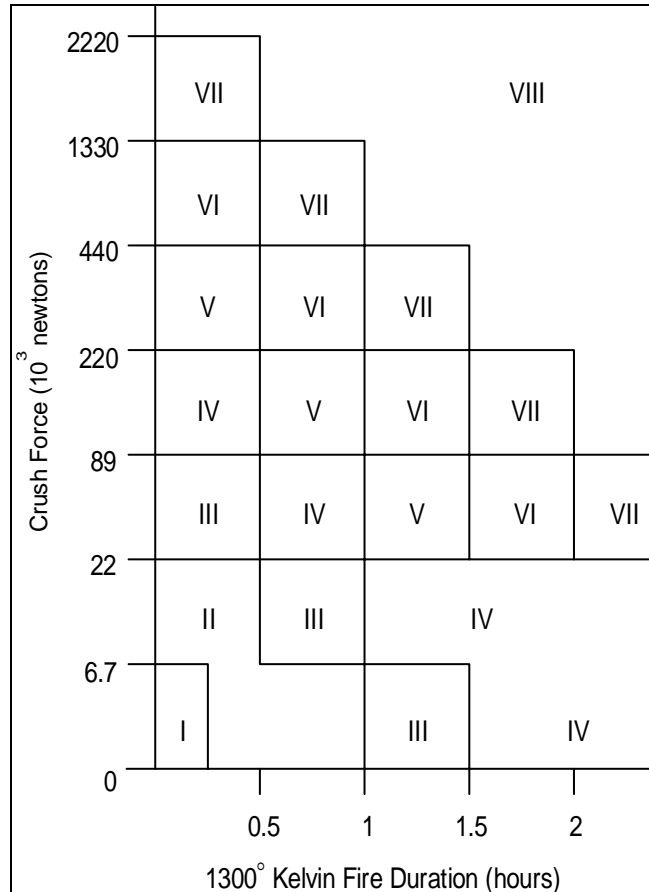 2220
VII VIII
1330
VI VII
440
V VI VII
220
IV V VI VII
89
III IV V VI VII
22
II III IV
6.7
I III IV
0
0.5 1 1.5 2
1300° Kelvin Fire Duration (hours)
Crush Force (10³ newtons)